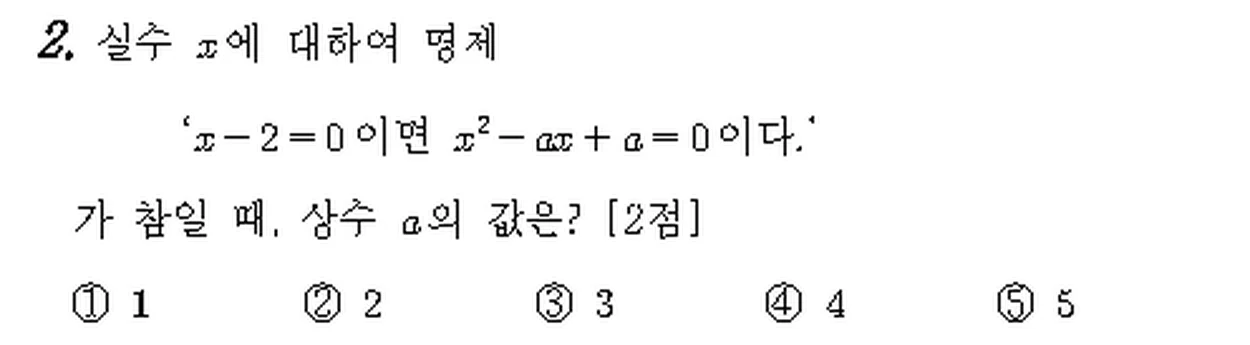 2. 실수 x에 대하여 명제
‘x-2=0이면 x²-ax+a=0이다.’
가 참일 때, 상수 a의 값은? [2점]
① 1 ② 2 ③ 3 ④ 4 ⑤ 5